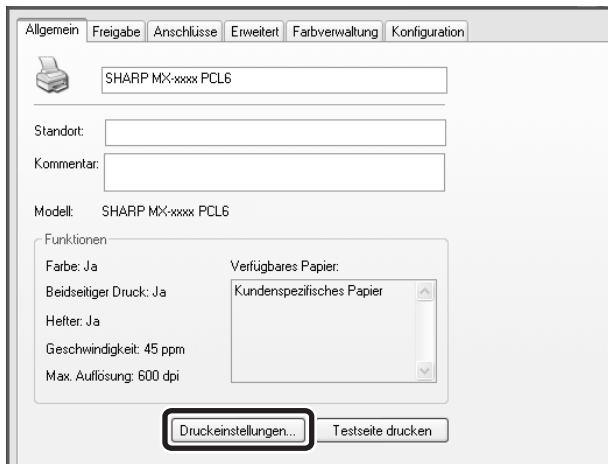 Allgemein Freigabe Anschlüsse Erweitert Farbverwaltung Konfiguration
SHARP MX-xxxx PCL6
Standort:
Kommentar:
Modell: SHARP MX-xxxx PCL6
Funktionen
Farbe: Ja Verfügbares Papier:
Beidseitiger Druck: Ja Kundenspezifisches Papier
Hefter: Ja
Geschwindigkeit: 45 ppm
Max. Auflösung: 600 dpi
Druckeinstellungen... Testseite drucken